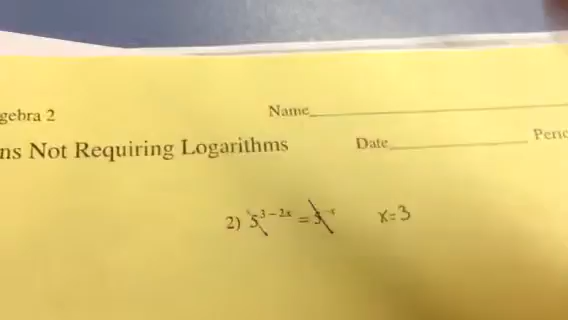 gebra 2
Name
ns Not Requiring Logarithms
Date
Perio
2) 5^{3-2x} = 5^{-x} x=3